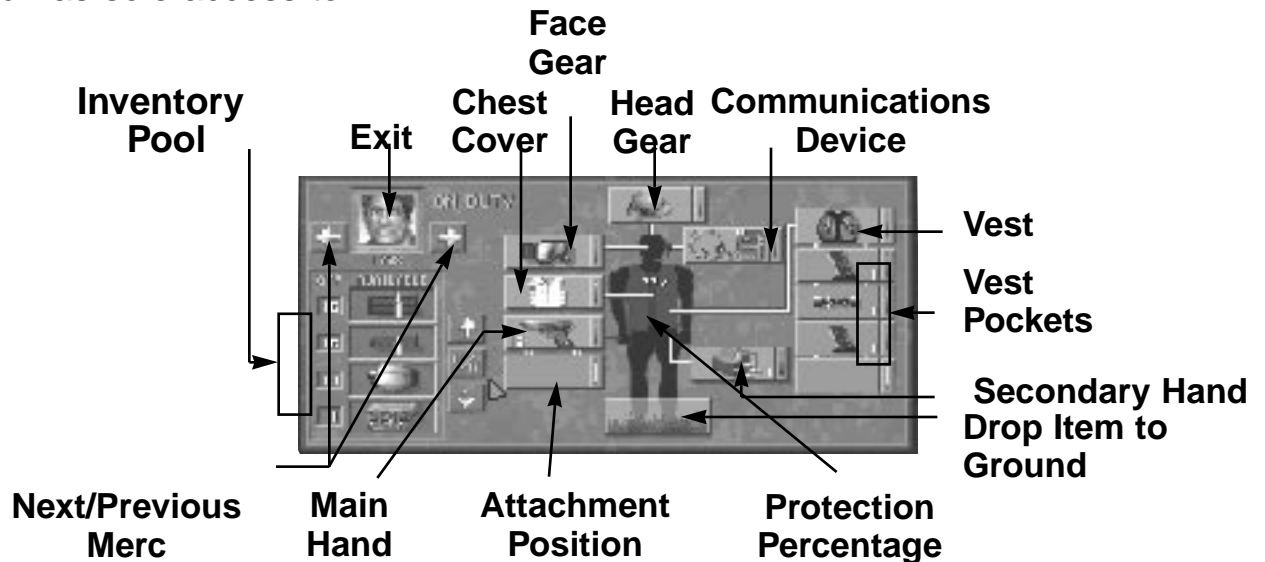 Face
Gear
Inventory
Pool
Exit
Chest
Cover
Head
Gear
Communications
Device
ON DUTY
Vest
Vest
Pockets
Secondary Hand
Drop Item to
Ground
Next/Previous
Merc
Main
Hand
Attachment
Position
Protection
Percentage